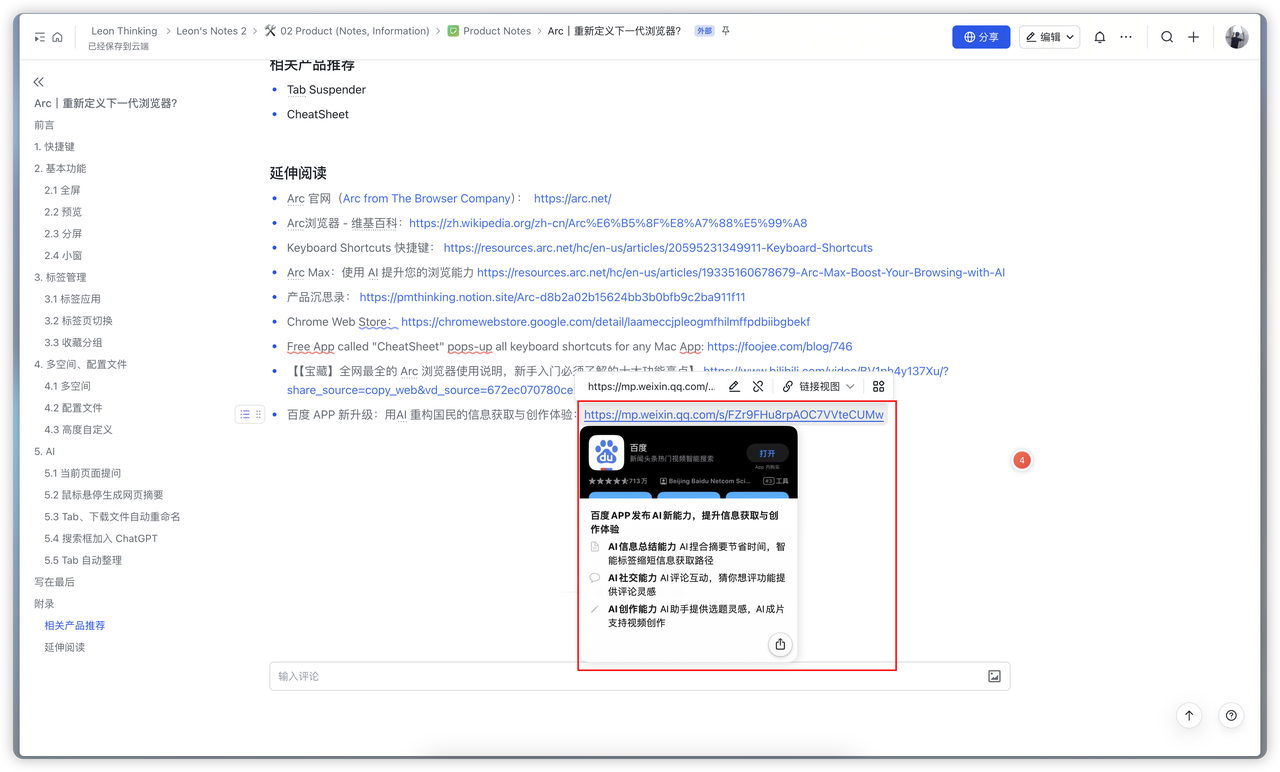 Leon Thinking > Leon's Notes 2 > 02 Product (Notes, Information) > Product Notes > Arc｜重新定义下一代浏览器? 外部
已经保存到云端
分享
编辑
Arc｜重新定义下一代浏览器?
前言
1. 快捷键
2. 基本功能
2.1 全屏
2.2 预览
2.3 分屏
2.4 小窗
3. 标签管理
3.1 标签应用
3.2 标签页切换
3.3 收藏分组
4. 多空间、配置文件
4.1 多空间
4.2 配置文件
4.3 高度自定义
5. AI
5.1 当前页面提问
5.2 鼠标悬停生成网页摘要
5.3 Tab、下载文件自动重命名
5.4 搜索框加入 ChatGPT
5.5 Tab 自动整理
写在最后
附录
相关产品推荐
延伸阅读
相关产品推荐
Tab Suspender
CheatSheet
延伸阅读
Arc 官网（Arc from The Browser Company）： https://arc.net/
Arc浏览器 - 维基百科：https://zh.wikipedia.org/zh-cn/Arc%E6%B5%8F%E8%A7%88%E5%99%A8
Keyboard Shortcuts 快捷键： https://resources.arc.net/hc/en-us/articles/20595231349911-Keyboard-Shortcuts
Arc Max：使用 AI 提升您的浏览能力 https://resources.arc.net/hc/en-us/articles/19335160678679-Arc-Max-Boost-Your-Browsing-with-AI
产品沉思录： https://pmthinking.notion.site/Arc-d8b2a02b15624bb3b0bfb9c2ba911f11
Chrome Web Store： https://chromewebstore.google.com/detail/laameccjpleogmfhilmffpdbiibgbekf
Free App called "CheatSheet" pops-up all keyboard shortcuts for any Mac App: https://foojee.com/blog/746
【【宝藏】全网最全的 Arc 浏览器使用说明，新手入门必须了解的十大功能亮点】 https://www.bilibili.com/video/BV1ph4y137Xu/?
share_source=copy_web&vd_source=672ec070780ce
https://mp.weixin.qq.com/...
链接视图
百度 APP 新升级：用AI 重构国民的信息获取与创作体验：https://mp.weixin.qq.com/s/FZr9FHu8rpAOC7VVteCUMw
百度
新闻头条热门视频智能搜索
打开
App 内购买
713万
Beijing Baidu Netcom Sci...
#3 工具
百度APP发布AI新能力，提升信息获取与创
作体验
AI信息总结能力 AI捏合摘要节省时间，智
能标签缩短信息获取路径
AI社交能力 AI评论互动，猜你想评功能提
供评论灵感
AI创作能力 AI助手提供选题灵感，AI成片
支持视频创作
4
输入评论